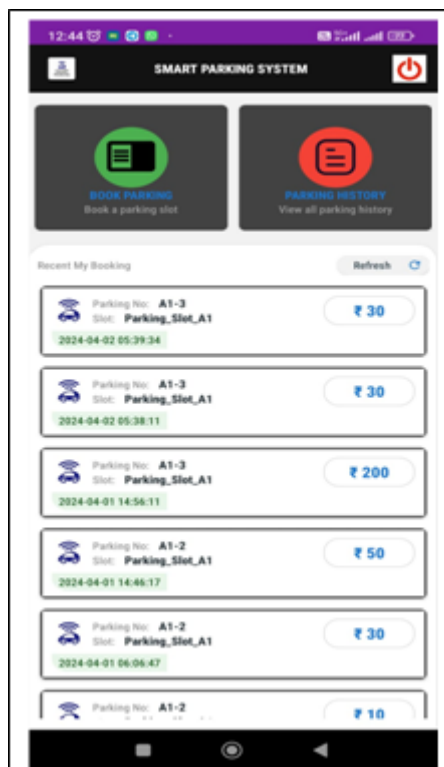 12:44
SMART PARKING SYSTEM
BOOK PARKING
Book a parking slot
PARKING HISTORY
View all parking history
Recent My Booking
Refresh
Parking No: A1-3
₹ 30
Slot: Parking_Slot_A1
2024-04-02 05:39:34
Parking No: A1-3
₹ 30
Slot: Parking_Slot_A1
2024-04-02 05:38:11
Parking No: A1-3
₹ 200
Slot: Parking_Slot_A1
2024-04-01 14:56:11
Parking No: A1-2
₹ 50
Slot: Parking_Slot_A1
2024-04-01 14:46:17
Parking No: A1-2
₹ 30
Slot: Parking_Slot_A1
2024-04-01 06:06:47
Parking No: A1-2
₹ 10